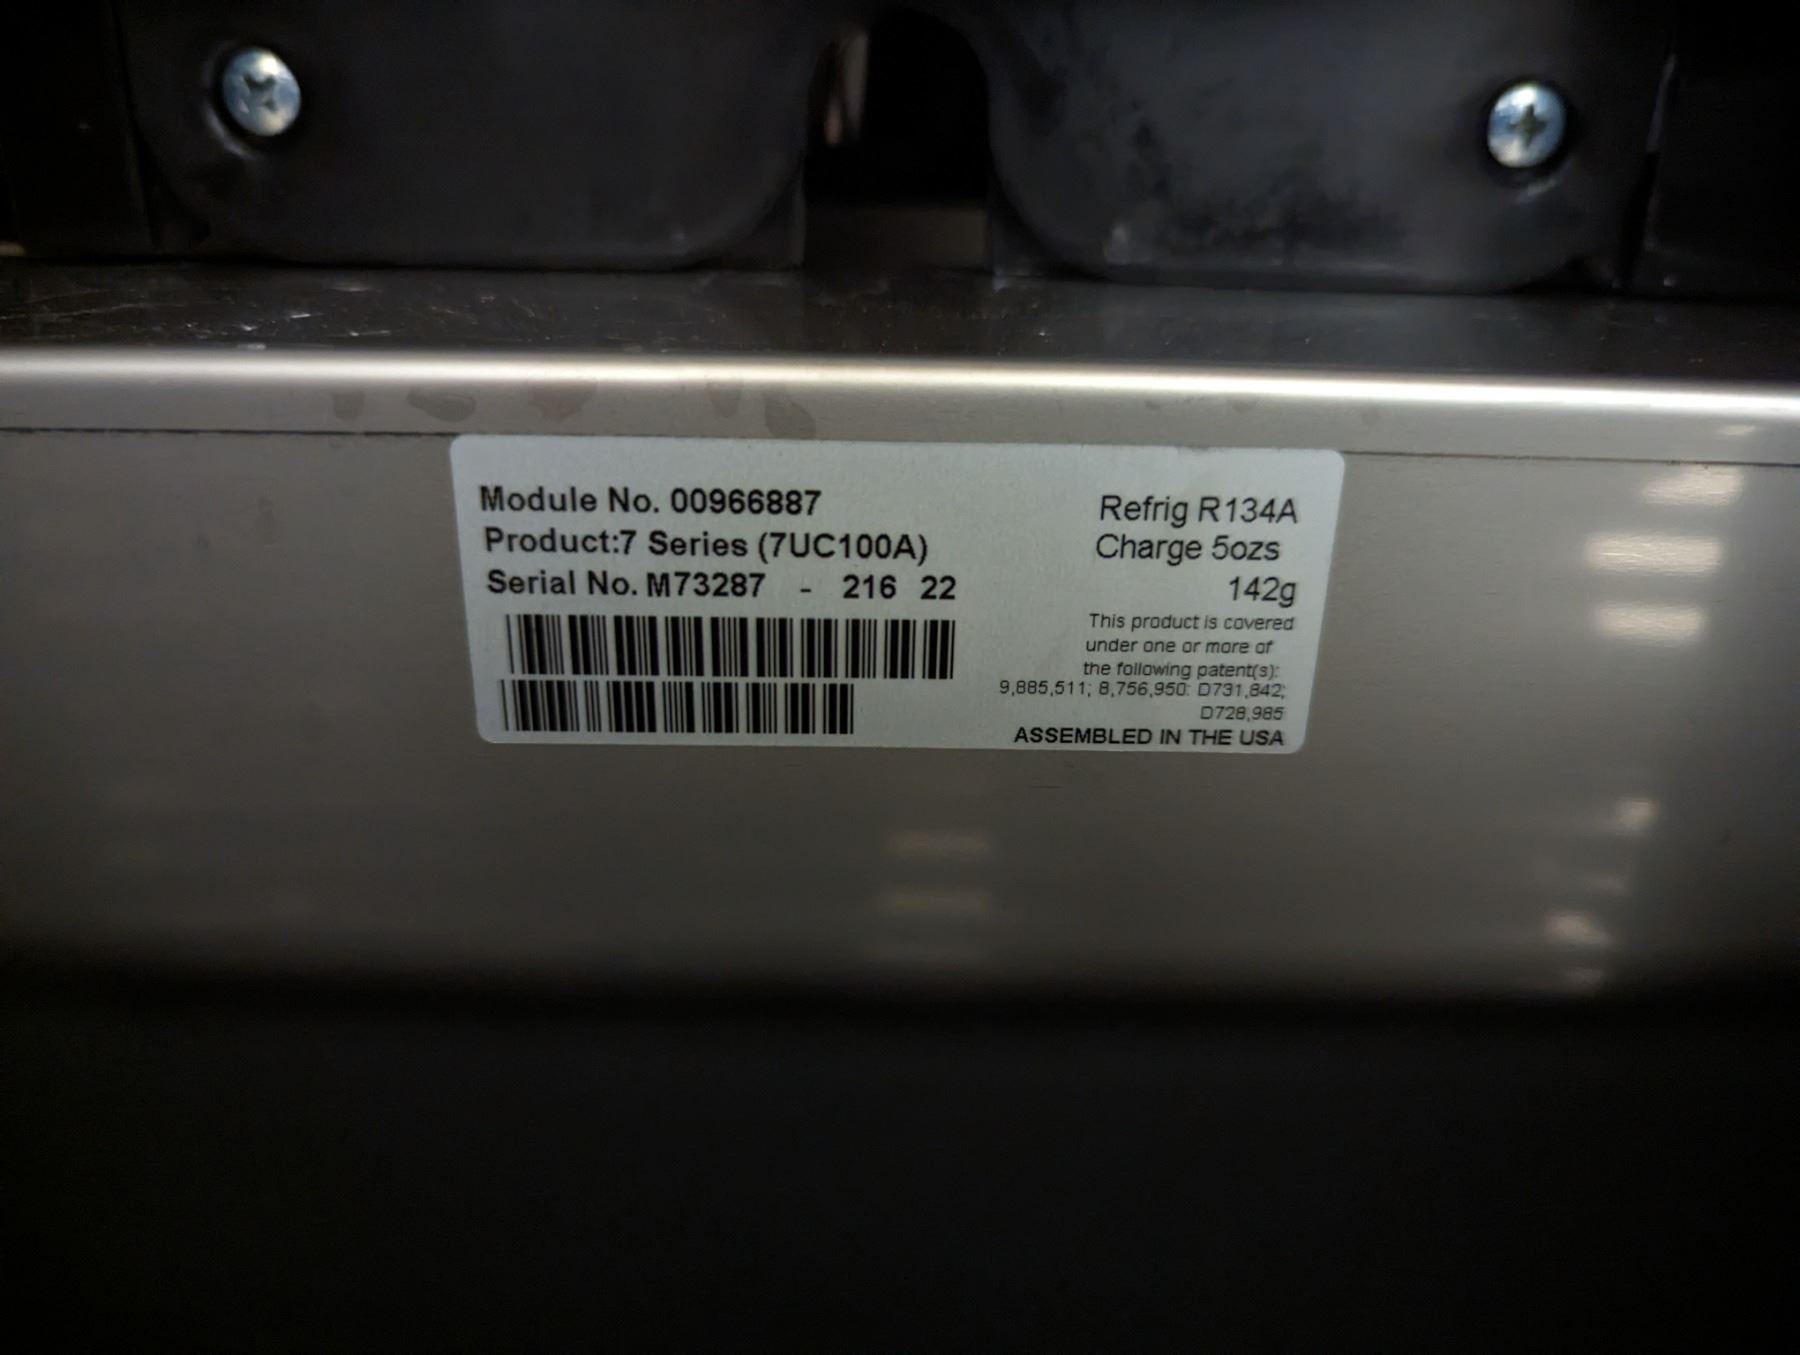 Module No. 00966887
Product:7 Series (7UC100A)
Serial No. M73287 - 216 22
Refrig R134A
Charge 5ozs
142g
This product is covered
under one or more of
the following patent(s):
9,885,511; 8,756,950: D731,842;
D728,985
ASSEMBLED IN THE USA